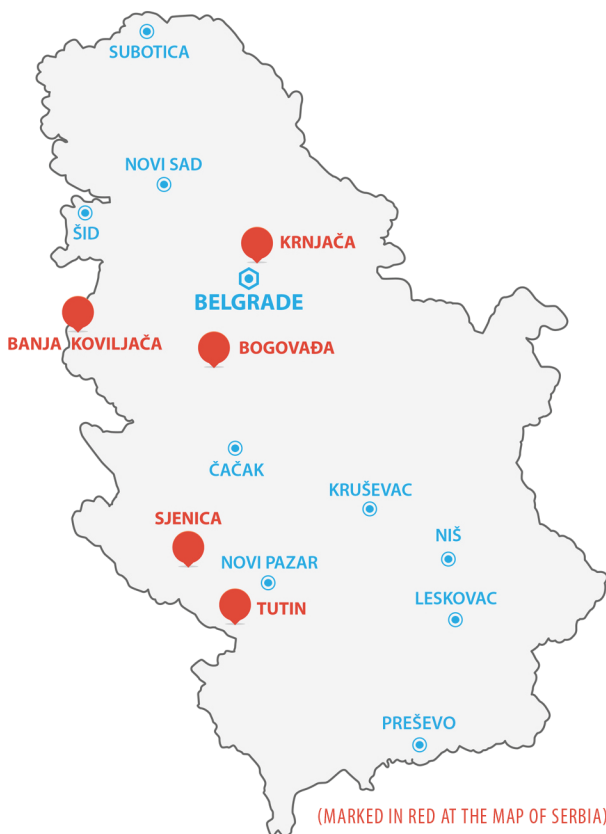 SUBOTICA
NOVI SAD
ŠID
KRNJAČA
BELGRADE
BANJA KOVILJAČA
BOGOVAĐA
ČAČAK
KRUŠEVAC
SJENICA
NIŠ
NOVI PAZAR
LESKOVAC
TUTIN
PREŠEVO
(MARKED IN RED AT THE MAP OF SERBIA)